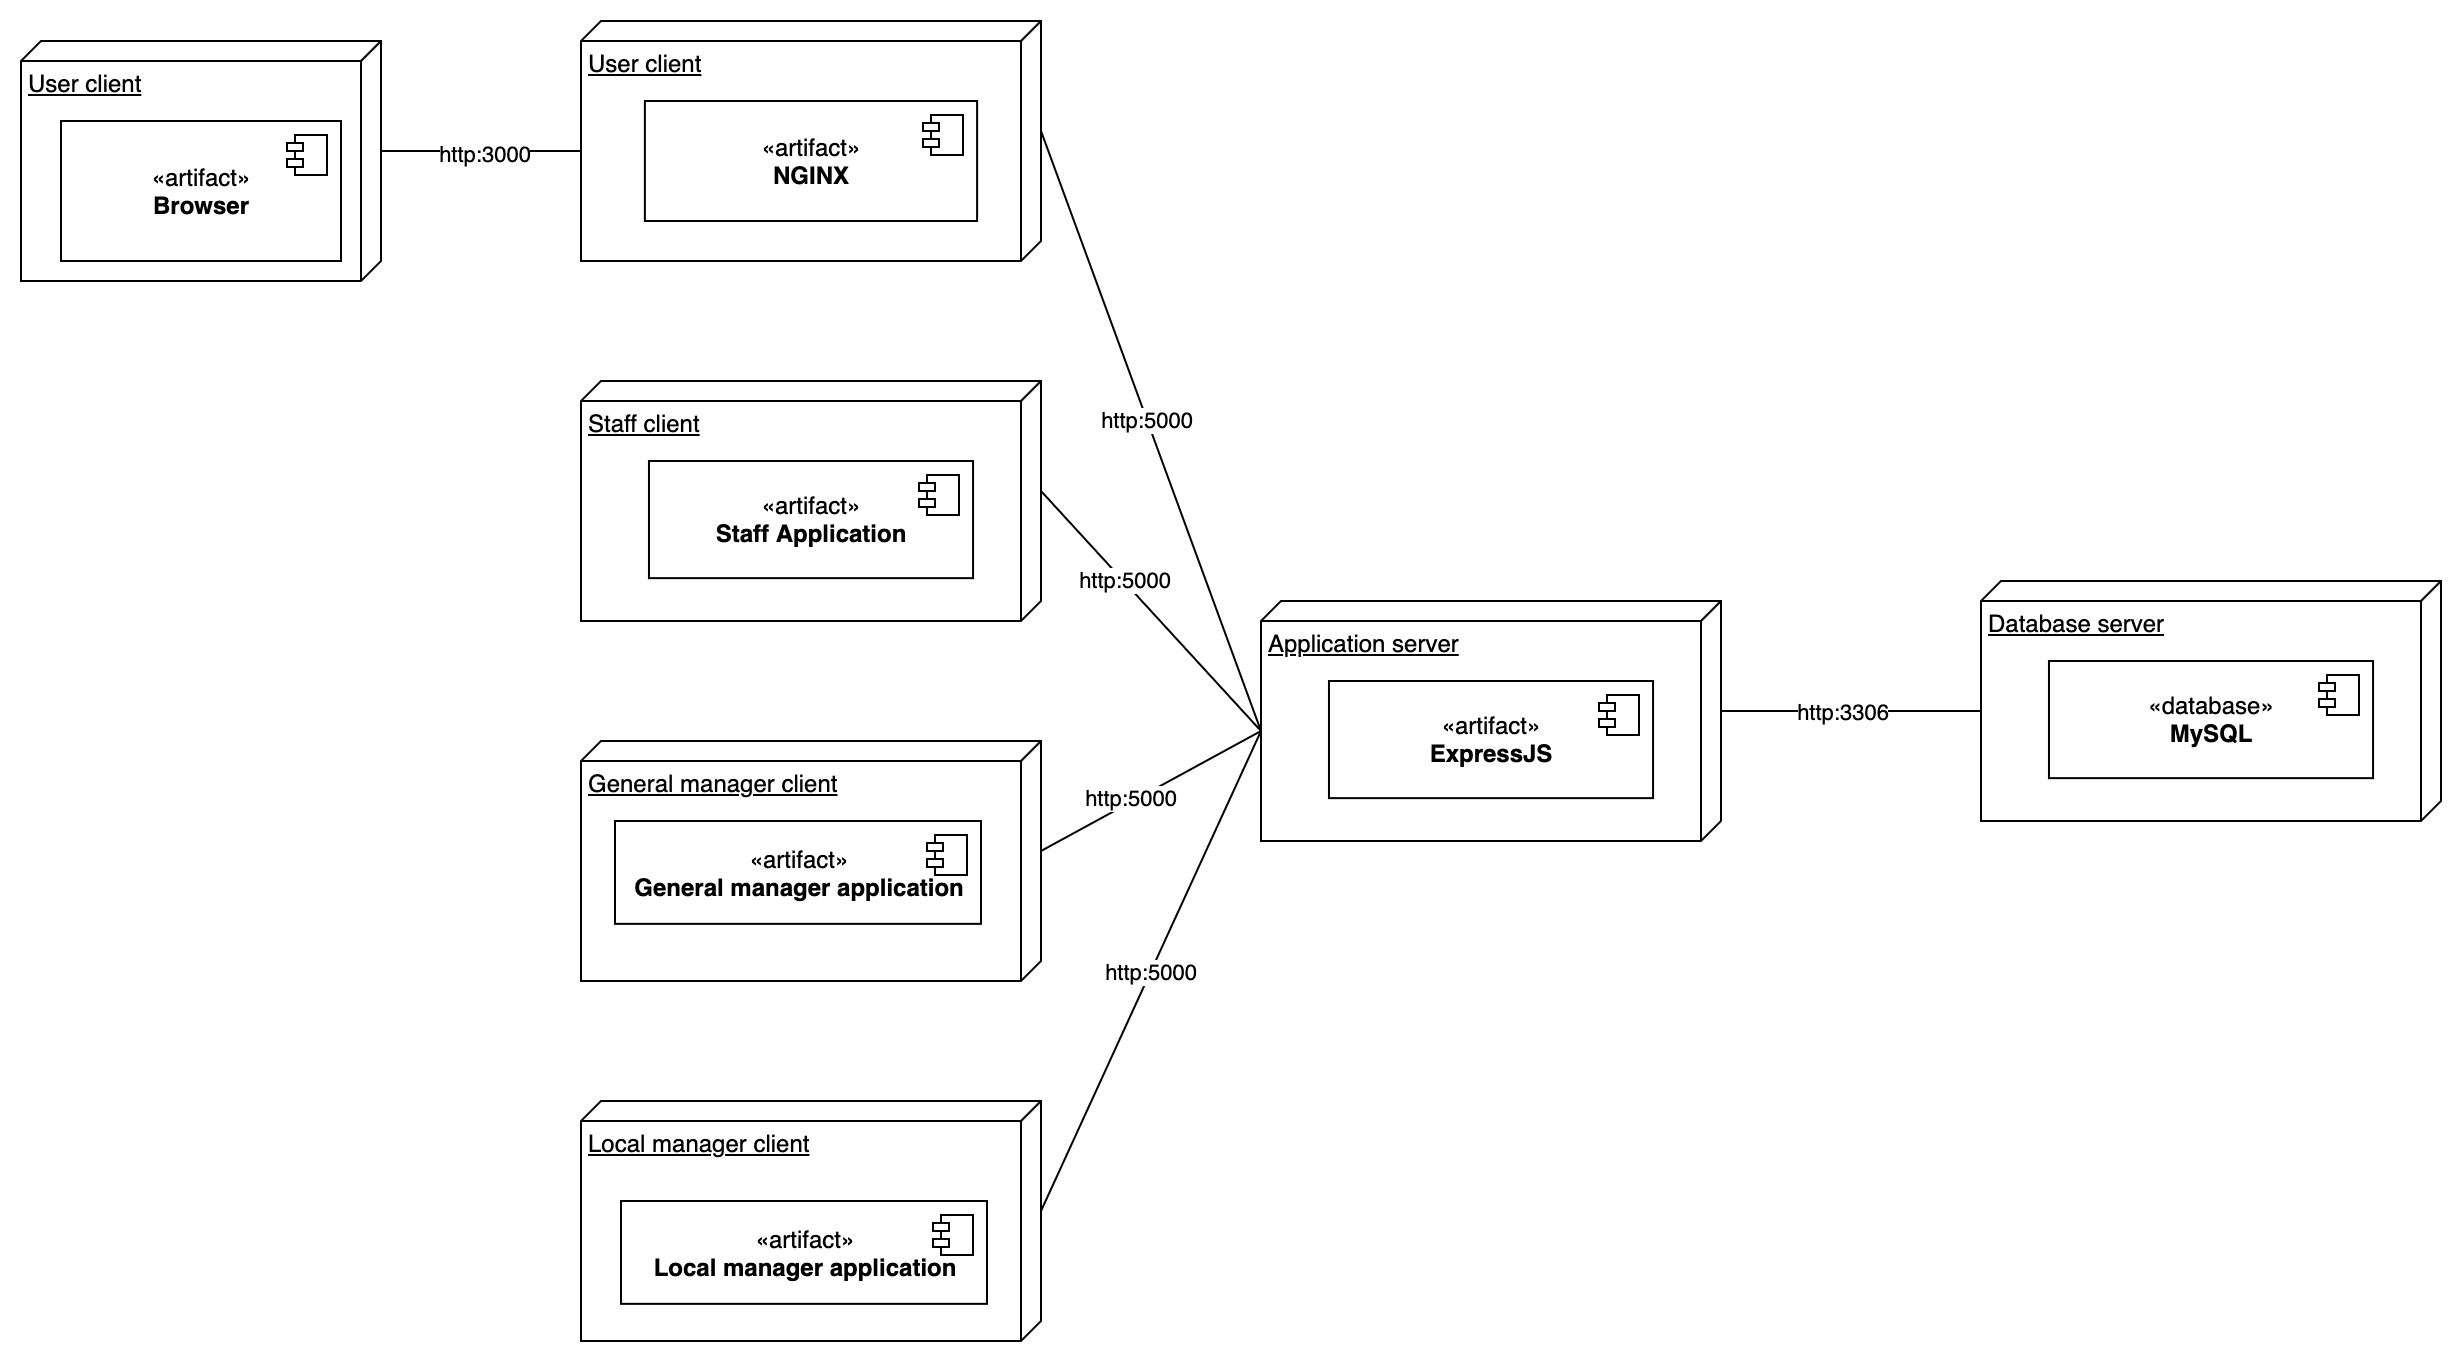 User client
«artifact»
Browser
http:3000
User client
«artifact»
NGINX
http:5000
Staff client
«artifact»
Staff Application
http:5000
General manager client
«artifact»
General manager application
http:5000
Local manager client
«artifact»
Local manager application
http:5000
Application server
«artifact»
ExpressJS
http:3306
Database server
«database»
MySQL